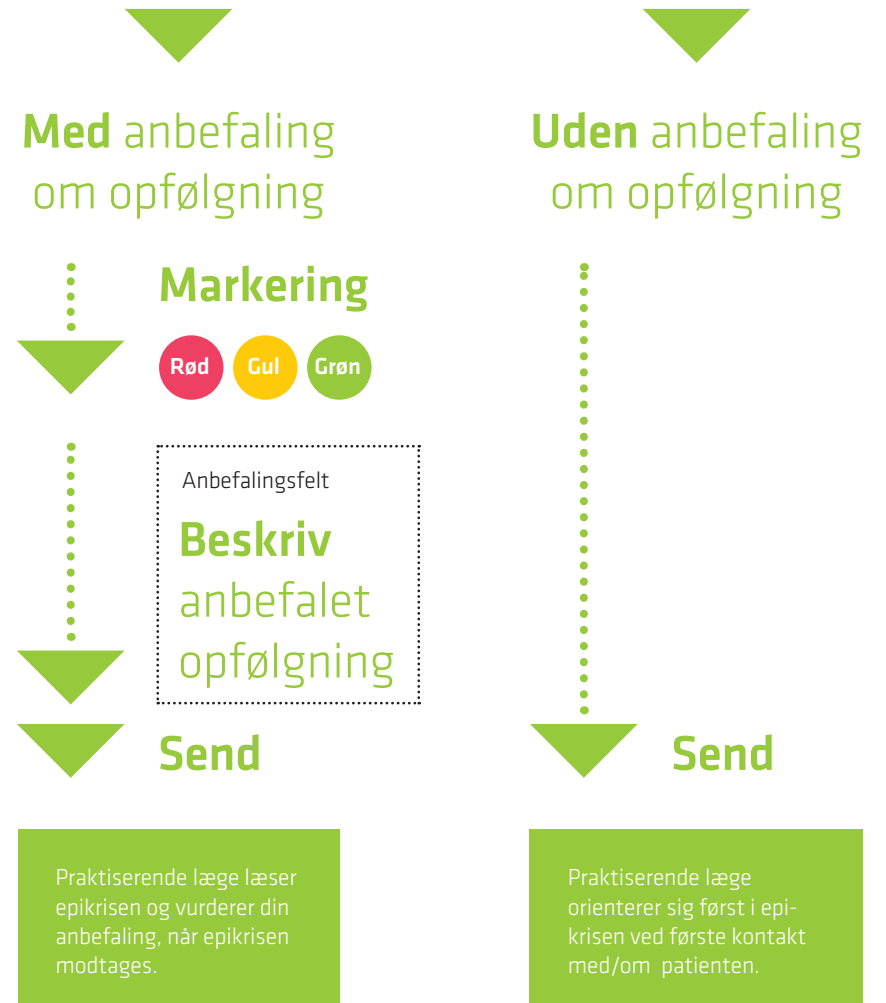 Med anbefaling
om opfølgning
Markering
Rød Gul Grøn
Anbefalingsfelt
Beskriv
anbefalet
opfølgning
Send
Praktiserende læge læser
epikrisen og vurderer din
anbefaling, når epikrisen
modtages.
Uden anbefaling
om opfølgning
Send
Praktiserende læge
orienterer sig først i epi-
krisen ved første kontakt
med/om patienten.